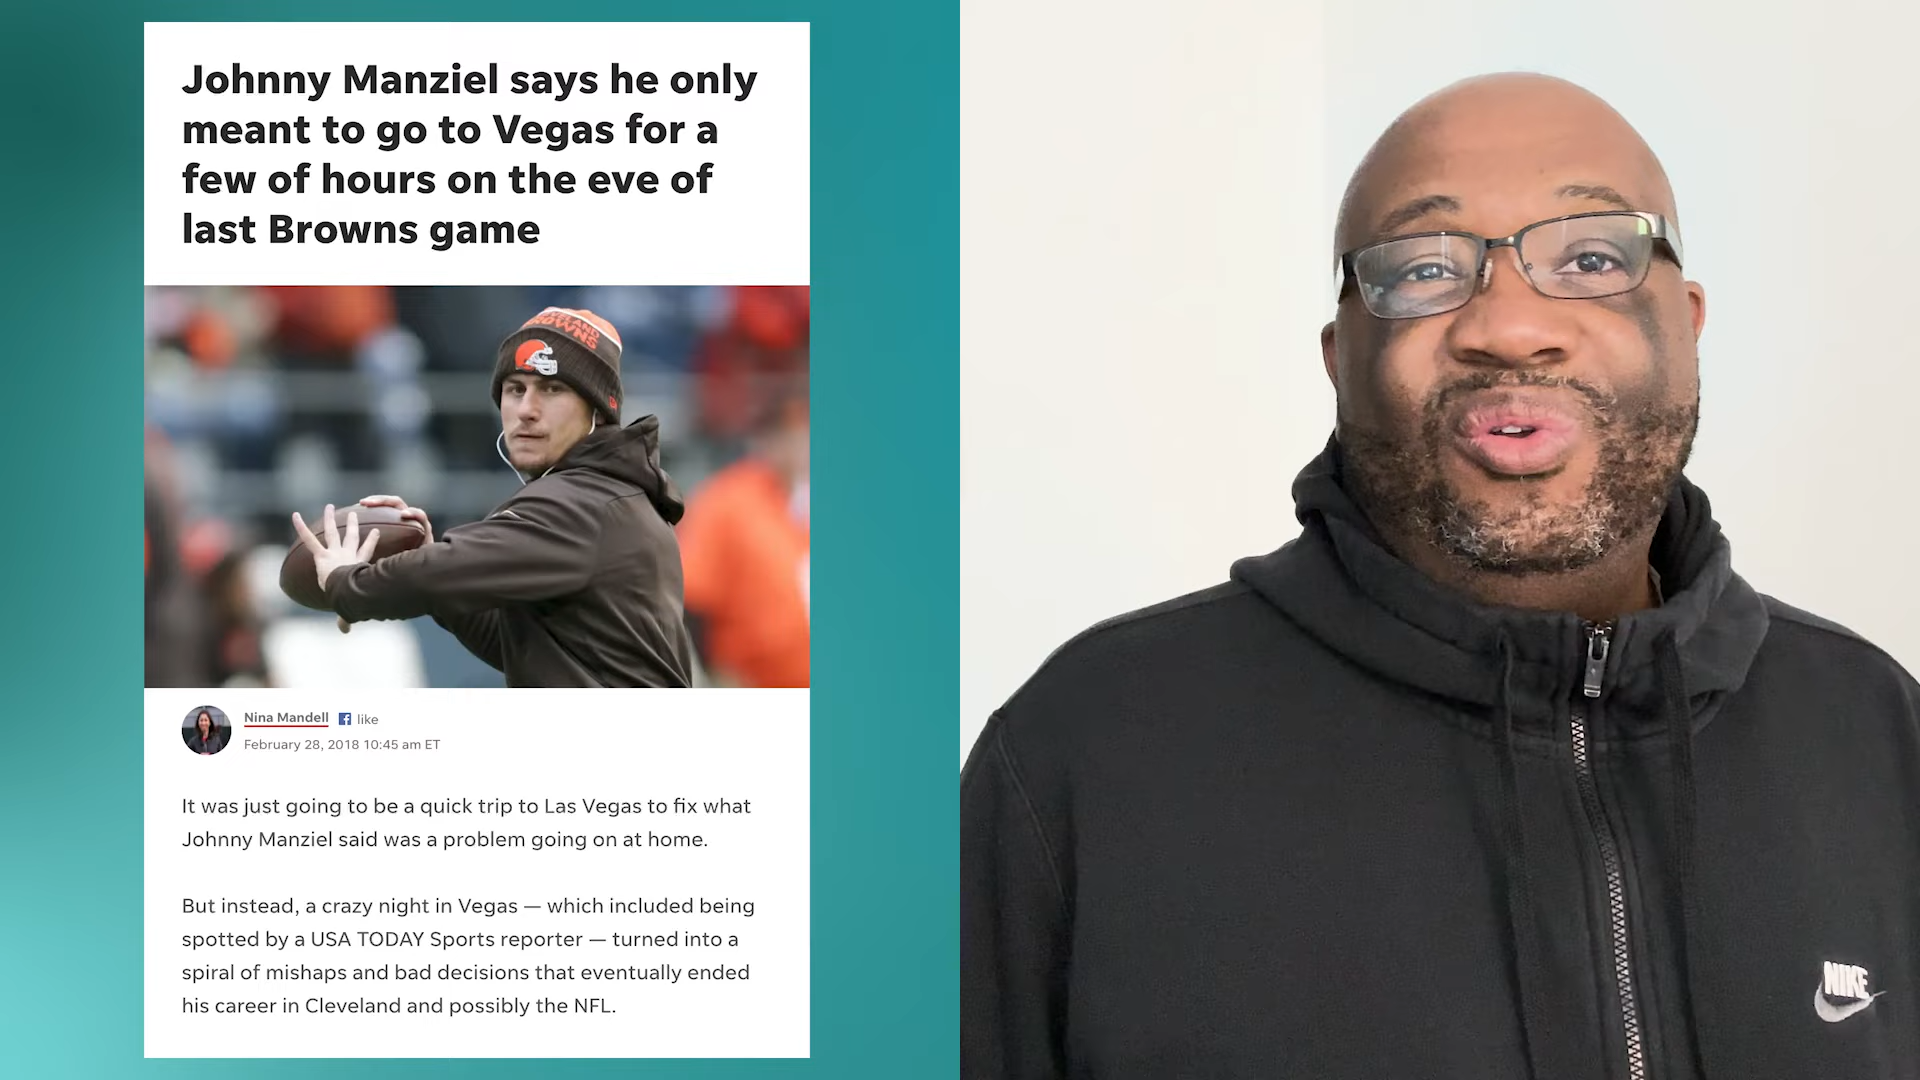 Johnny Manziel says he only
meant to go to Vegas for a
few of hours on the eve of
last Browns game
CLEVELAND
BROWNS
Nina Mandell like
February 28, 2018 10:45 am ET
It was just going to be a quick trip to Las Vegas to fix what
Johnny Manziel said was a problem going on at home.
But instead, a crazy night in Vegas — which included being
spotted by a USA TODAY Sports reporter — turned into a
spiral of mishaps and bad decisions that eventually ended
his career in Cleveland and possibly the NFL.
NIKE